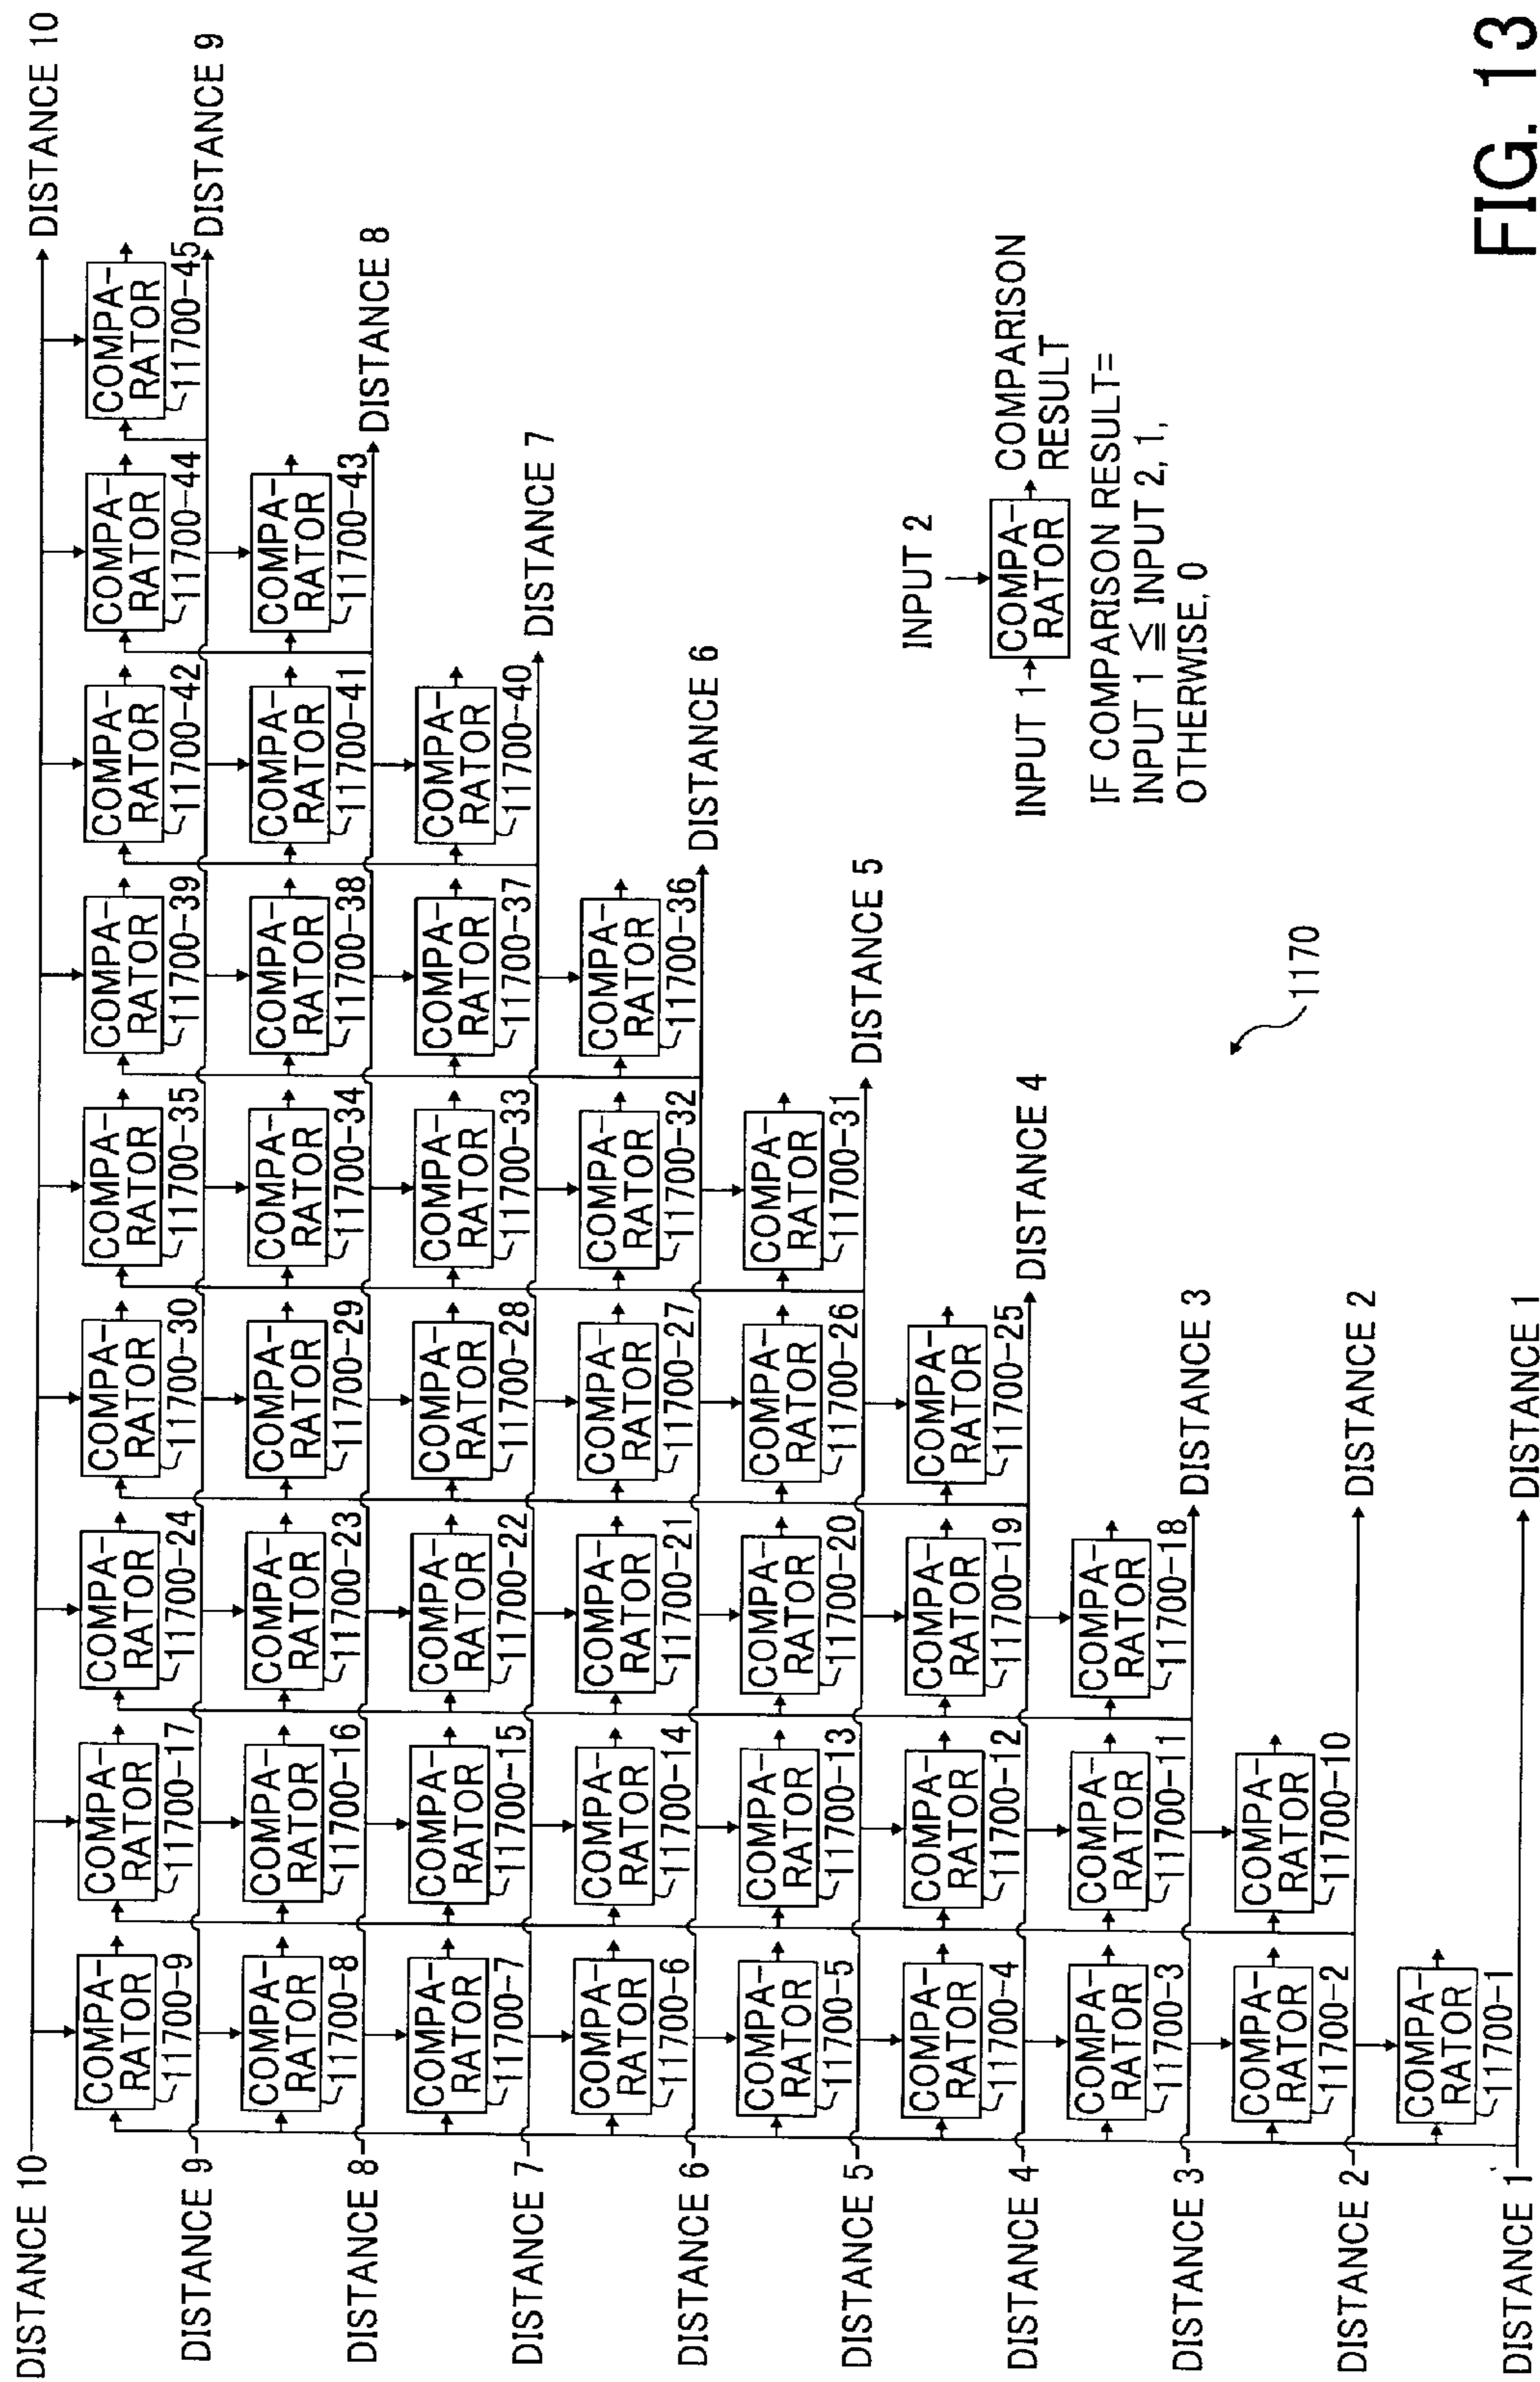 DISTANCE 10
DISTANCE 10
COMPA- COMPA- COMPA- COMPA- COMPA- COMPA- COMPA- COMPA- COMPA-
RATOR RATOR RATOR RATOR RATOR RATOR RATOR RATOR RATOR
11700-9 11700-17 11700-24 11700-30 11700-35 11700-39 11700-42 11700-44 11700-45
DISTANCE 9
DISTANCE 9
COMPA- COMPA- COMPA- COMPA- COMPA- COMPA- COMPA- COMPA-
RATOR RATOR RATOR RATOR RATOR RATOR RATOR RATOR
11700-8 11700-16 11700-23 11700-29 11700-34 11700-38 11700-41 11700-43
DISTANCE 8
DISTANCE 8
COMPA- COMPA- COMPA- COMPA- COMPA- COMPA- COMPA-
RATOR RATOR RATOR RATOR RATOR RATOR RATOR
11700-7 11700-15 11700-22 11700-28 11700-33 11700-37 11700-40
DISTANCE 7
DISTANCE 7
COMPA- COMPA- COMPA- COMPA- COMPA- COMPA-
RATOR RATOR RATOR RATOR RATOR RATOR
11700-6 11700-14 11700-21 11700-27 11700-32 11700-36
DISTANCE 6
DISTANCE 6
COMPA- COMPA- COMPA- COMPA- COMPA-
RATOR RATOR RATOR RATOR RATOR
11700-5 11700-13 11700-20 11700-26 11700-31
DISTANCE 5
DISTANCE 5
COMPA- COMPA- COMPA- COMPA-
RATOR RATOR RATOR RATOR
11700-4 11700-12 11700-19 11700-25
DISTANCE 4
DISTANCE 4
COMPA- COMPA- COMPA-
RATOR RATOR RATOR
11700-3 11700-11 11700-18
DISTANCE 3
DISTANCE 3
COMPA- COMPA-
RATOR RATOR
11700-2 11700-10
DISTANCE 2
DISTANCE 2
COMPA-
RATOR
11700-1
DISTANCE 1
DISTANCE 1
INPUT 2
INPUT 1
COMPA-
RATOR
COMPARISON
RESULT
IF COMPARISON RESULT=
INPUT 1 ≦ INPUT 2, 1,
OTHERWISE, 0
1170
FIG. 13